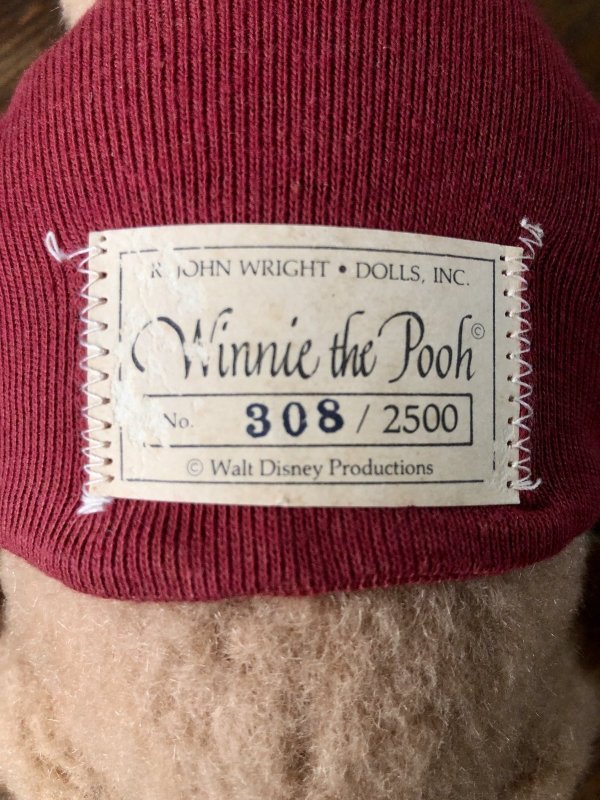 R. JOHN WRIGHT • DOLLS, INC.
Winnie the Pooh©
No. 308 / 2500
© Walt Disney Productions